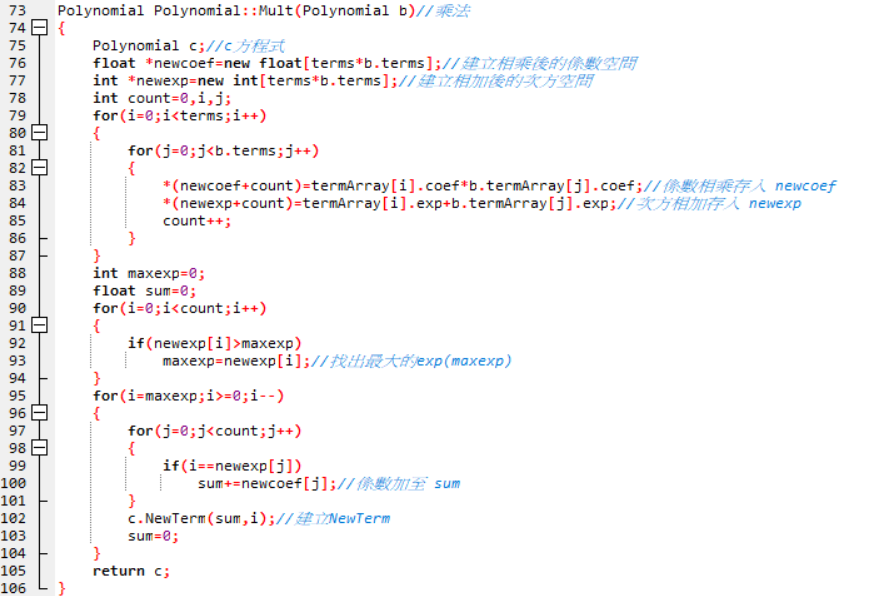 73 Polynomial Polynomial::Mult(Polynomial b)//乘法
74 {
75 Polynomial c;//c方程式
76 float *newcoef=new float[terms*b.terms];//建立相乘後的係數空間
77 int *newexp=new int[terms*b.terms];//建立相加後的次方空間
78 int count=0,i,j;
79 for(i=0;i<terms;i++)
80 {
81 for(j=0;j<b.terms;j++)
82 {
83 *(newcoef+count)=termArray[i].coef*b.termArray[j].coef;//係數相乘存入 newcoef
84 *(newexp+count)=termArray[i].exp+b.termArray[j].exp;//次方相加存入 newexp
85 count++;
86 }
87 }
88 int maxexp=0;
89 float sum=0;
90 for(i=0;i<count;i++)
91 {
92 if(newexp[i]>maxexp)
93 maxexp=newexp[i];//找出最大的exp(maxexp)
94 }
95 for(i=maxexp;i>=0;i--)
96 {
97 for(j=0;j<count;j++)
98 {
99 if(i==newexp[j])
100 sum+=newcoef[j];//係數加至 sum
101 }
102 c.NewTerm(sum,i);//建立NewTerm
103 sum=0;
104 }
105 return c;
106 }